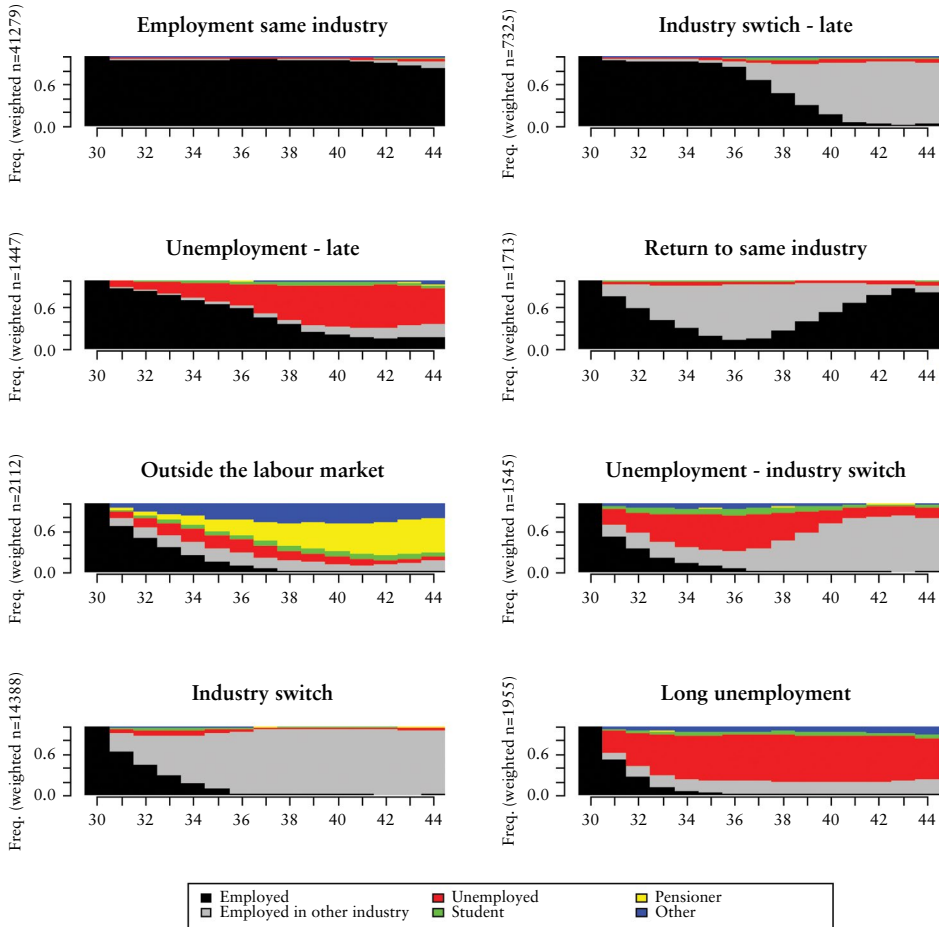 Employment same industry
Freq. (weighted n=41279)
0.6
0.0
30 32 34 36 38 40 42 44
Industry swtich - late
Freq. (weighted n=7325)
0.6
0.0
30 32 34 36 38 40 42 44
Unemployment - late
Freq. (weighted n=1447)
0.6
0.0
30 32 34 36 38 40 42 44
Return to same industry
Freq. (weighted n=1713)
0.6
0.0
30 32 34 36 38 40 42 44
Outside the labour market
Freq. (weighted n=2112)
0.6
0.0
30 32 34 36 38 40 42 44
Unemployment - industry switch
Freq. (weighted n=1545)
0.6
0.0
30 32 34 36 38 40 42 44
Industry switch
Freq. (weighted n=14388)
0.6
0.0
30 32 34 36 38 40 42 44
Long unemployment
Freq. (weighted n=1955)
0.6
0.0
30 32 34 36 38 40 42 44
Employed Unemployed Pensioner
Employed in other industry Student Other